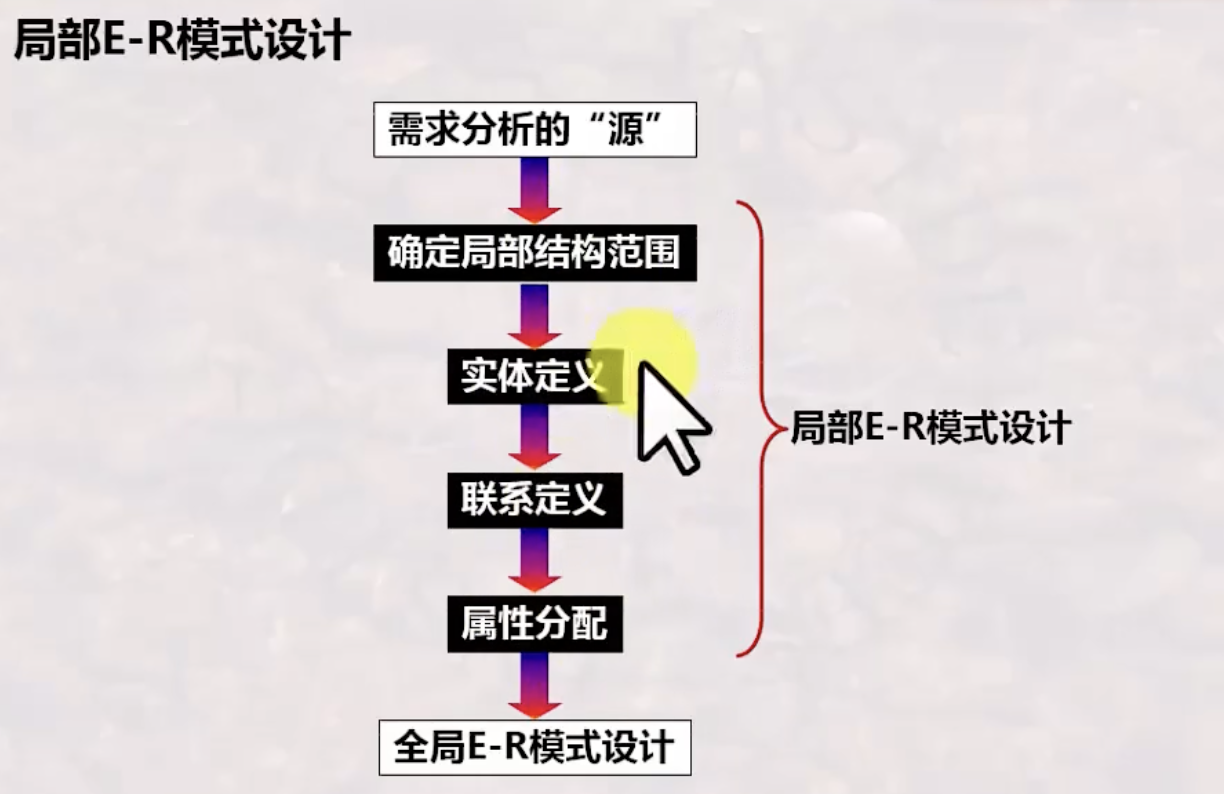 局部E-R模式设计
需求分析的“源”
确定局部结构范围
实体定义
联系定义
属性分配
局部E-R模式设计
全局E-R模式设计